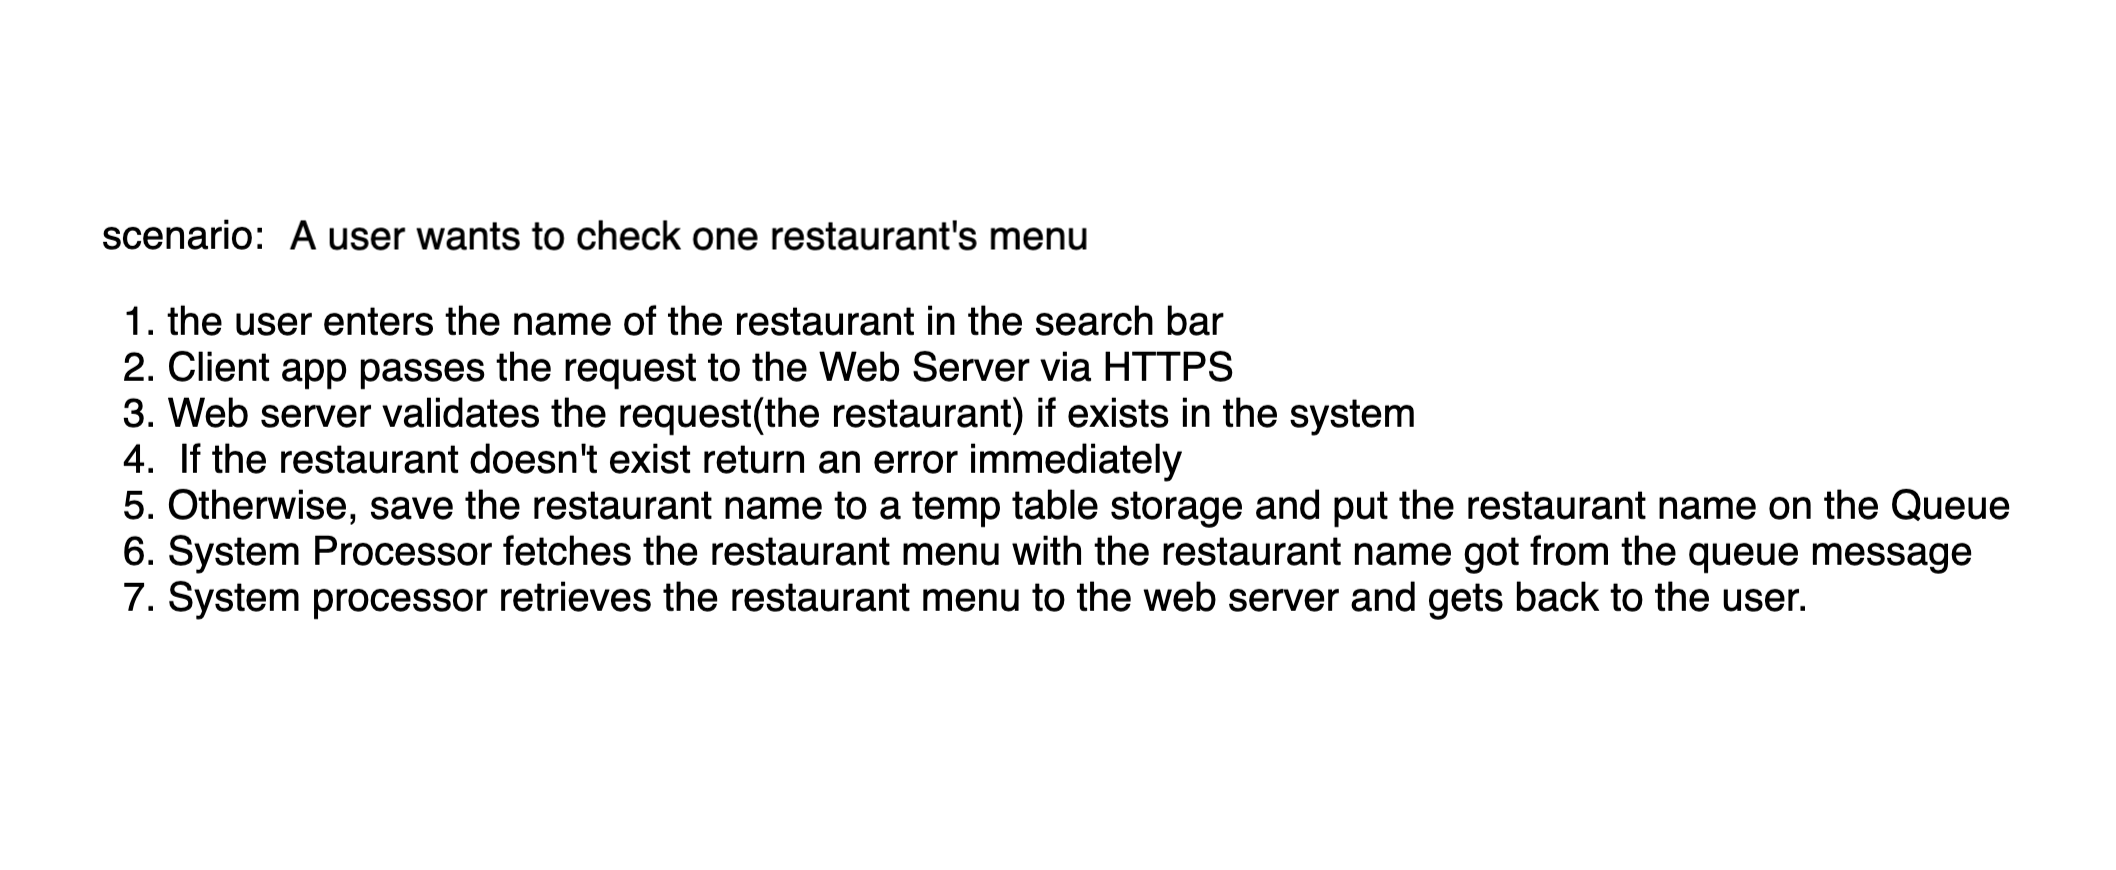 scenario: A user wants to check one restaurant's menu
1. the user enters the name of the restaurant in the search bar
2. Client app passes the request to the Web Server via HTTPS
3. Web server validates the request(the restaurant) if exists in the system
4. If the restaurant doesn't exist return an error immediately
5. Otherwise, save the restaurant name to a temp table storage and put the restaurant name on the Queue
6. System Processor fetches the restaurant menu with the restaurant name got from the queue message
7. System processor retrieves the restaurant menu to the web server and gets back to the user.